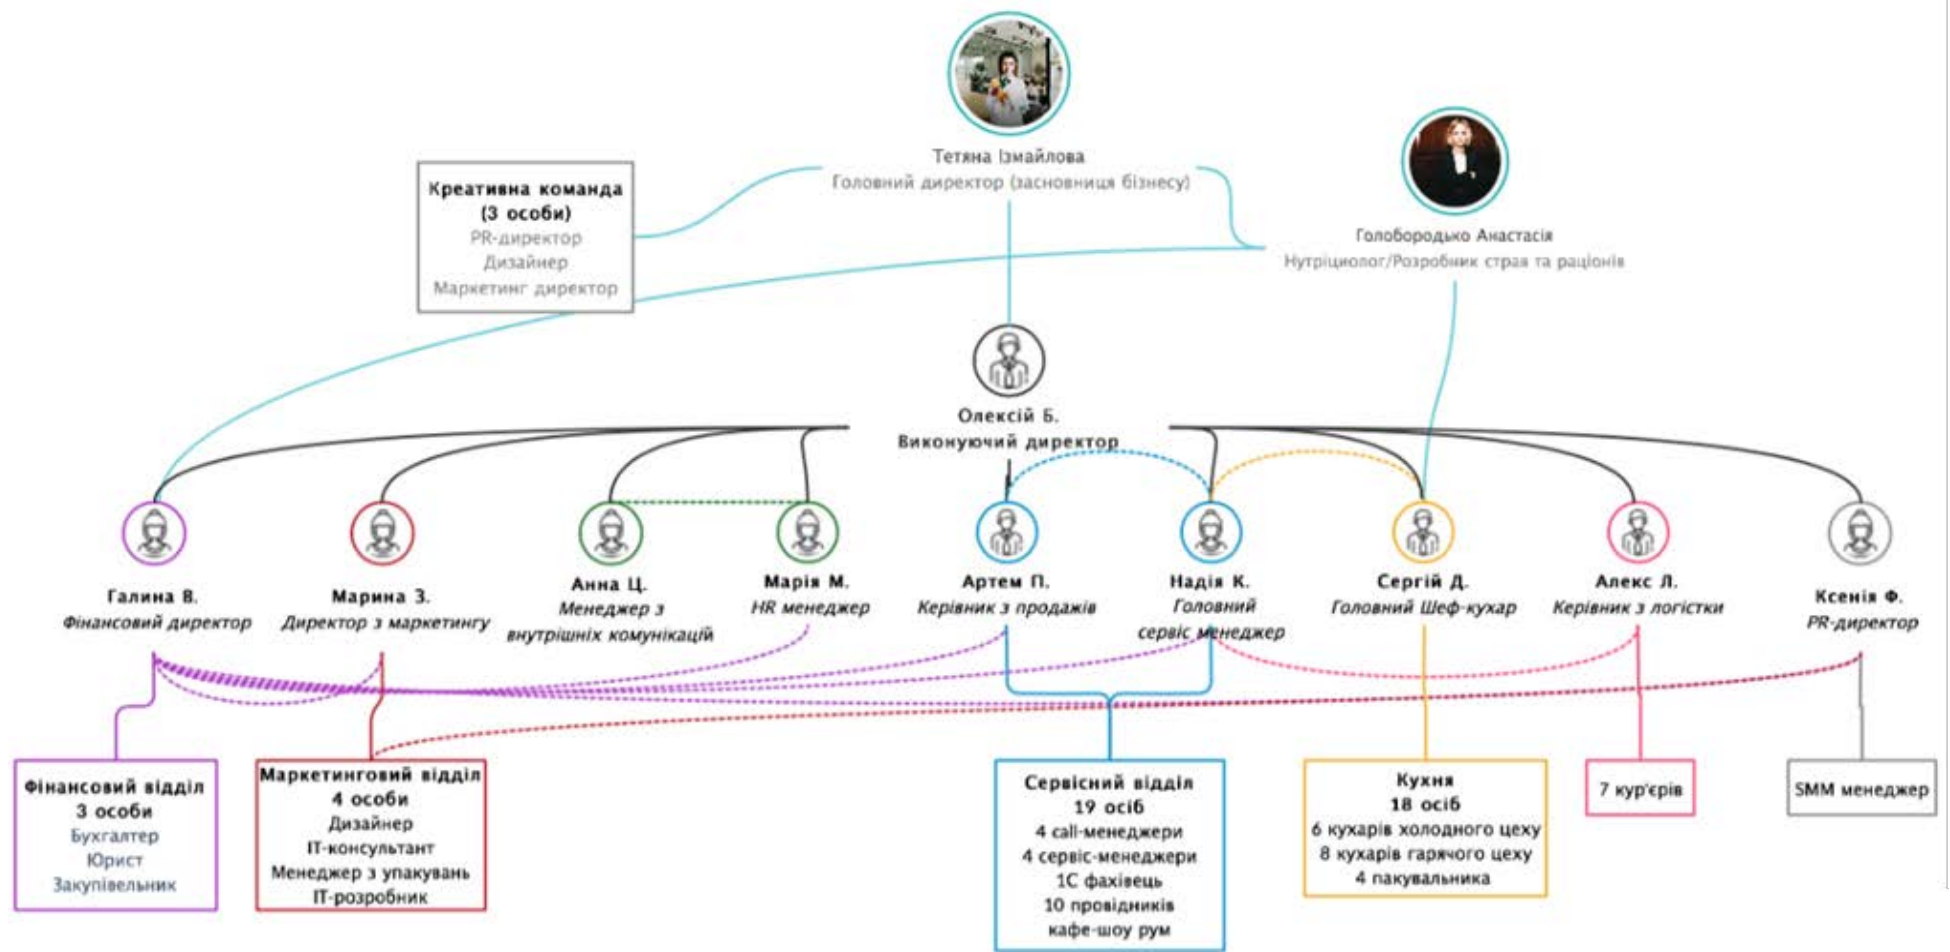 Тетяна Ізмайлова
Головний директор (засновниця бізнесу)
Креативна команда
(3 особи)
PR-директор
Дизайнер
Маркетинг директор
Голобородько Анастасія
Нутріциолог/Розробник страв та раціонів
Олексій Б.
Виконуючий директор
Галина В.
Фінансовий директор
Марина З.
Директор з маркетингу
Анна Ц.
Менеджер з
внутрішніх комунікацій
Марія М.
HR менеджер
Артем П.
Керівник з продажів
Надія К.
Головний
сервіс менеджер
Сергій Д.
Головний Шеф-кухар
Алекс Л.
Керівник з логістки
Ксенія Ф.
PR-директор
Фінансовий відділ
3 особи
Бухгалтер
Юрист
Закупівельник
Маркетинговий відділ
4 особи
Дизайнер
ІТ-консультант
Менеджер з упакувань
ІТ-розробник
Сервісний відділ
19 осіб
4 call-менеджери
4 сервіс-менеджери
1С фахівець
10 провідників
кафе-шоу рум
Кухня
18 осіб
6 кухарів холодного цеху
8 кухарів гарячого цеху
4 пакувальника
7 кур'єрів
SMM менеджер